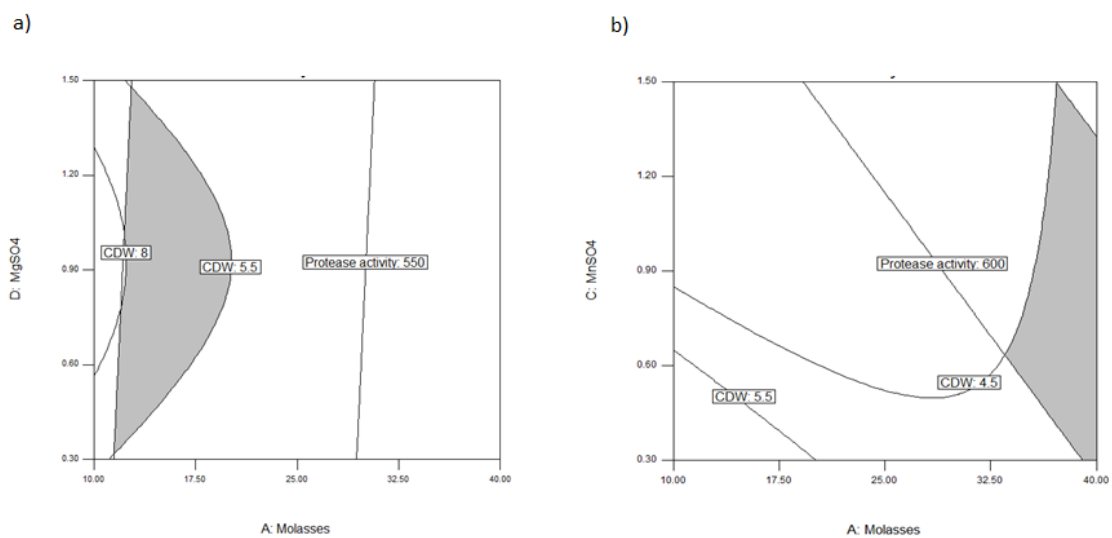 a)
1.50
1.20
0.90
0.60
0.30
D: MgSO4
CDW: 8
CDW: 5.5
Protease activity: 550
10.00 17.50 25.00 32.50 40.00
A: Molasses
b)
1.50
1.20
0.90
0.60
0.30
C: MnSO4
Protease activity: 600
CDW: 4.5
CDW: 5.5
10.00 17.50 25.00 32.50 40.00
A: Molasses